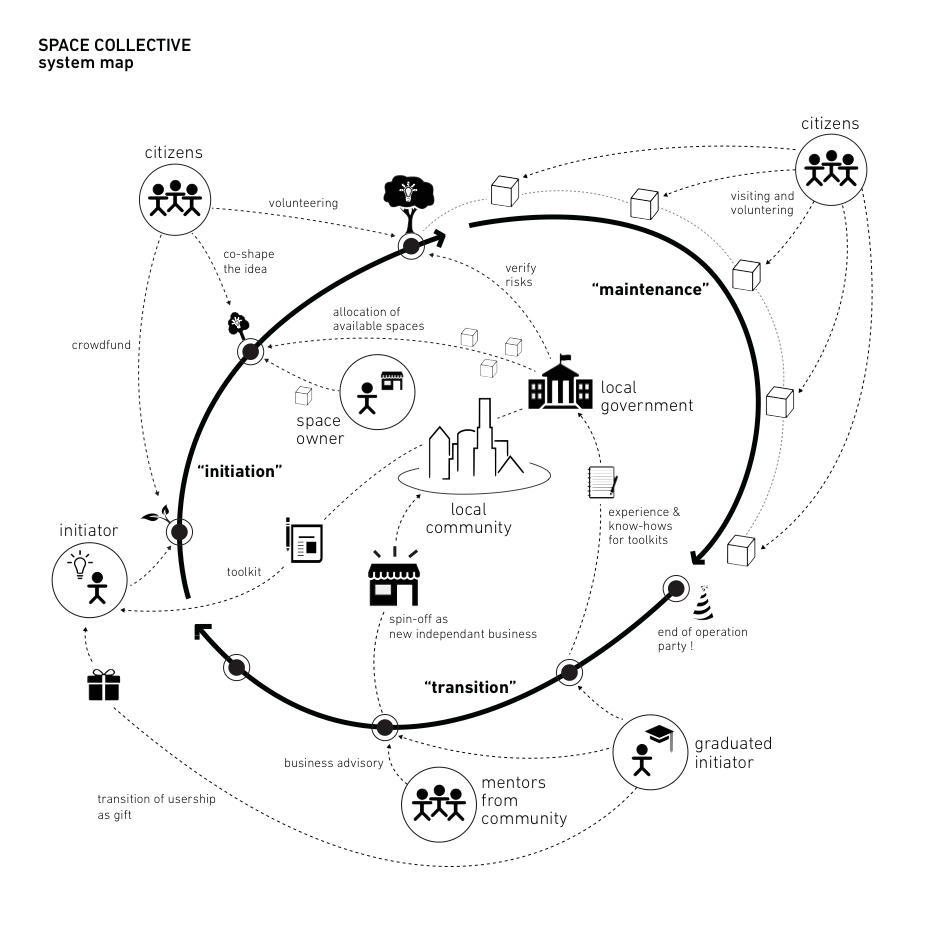 SPACE COLLECTIVE
system map
citizens
citizens
volunteering
visiting and
voluntering
co-shape
the idea
verify
risks
“maintenance”
allocation of
available spaces
crowdfund
local
government
space
owner
“initiation”
local
community
experience &
know-hows
for toolkits
initiator
toolkit
spin-off as
new independant business
end of operation
party !
“transition”
graduated
initiator
business advisory
mentors
from
community
transition of usership
as gift